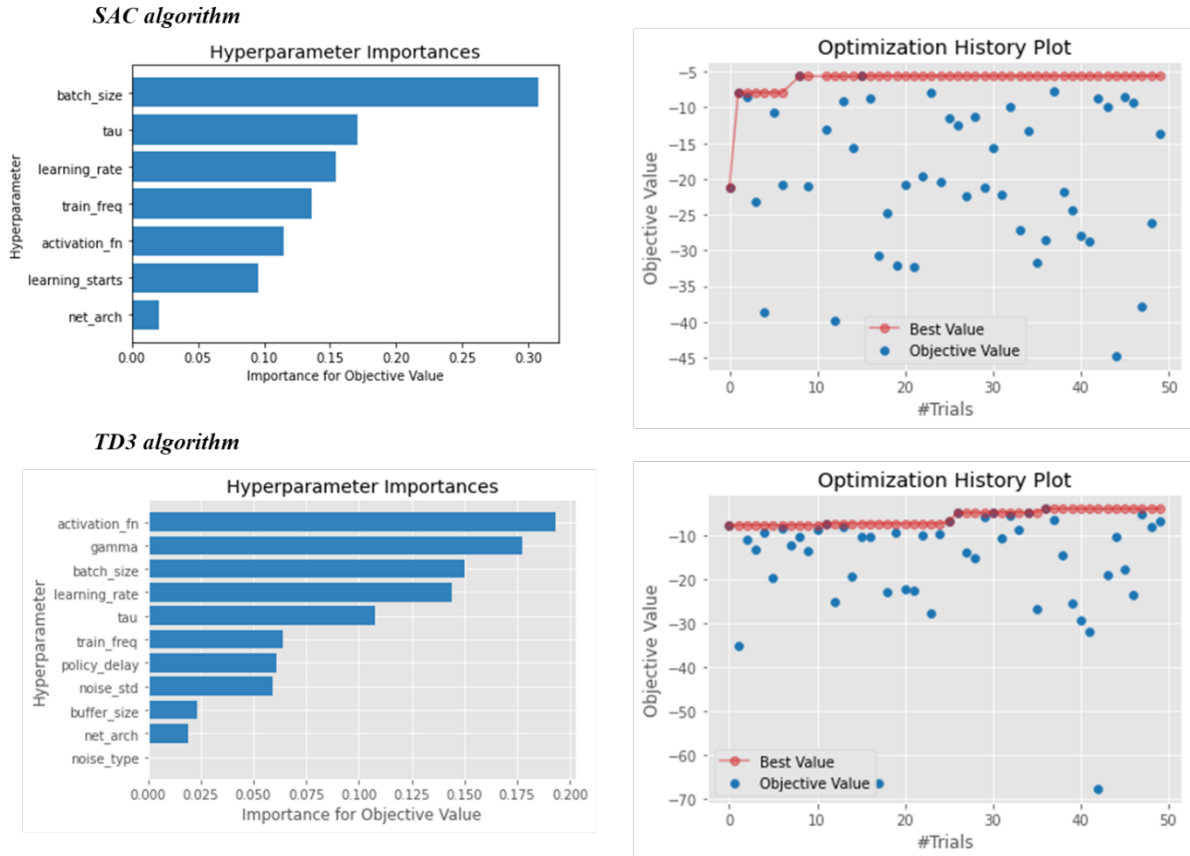 SAC algorithm
Hyperparameter Importances
Hyperparameter
batch_size
tau
learning_rate
train_freq
activation_fn
learning_starts
net_arch
0.00 0.05 0.10 0.15 0.20 0.25 0.30
Importance for Objective Value
Optimization History Plot
Objective Value
−5
−10
−15
−20
−25
−30
−35
−40
−45
Best Value
Objective Value
0 10 20 30 40 50
#Trials
TD3 algorithm
Hyperparameter Importances
Hyperparameter
activation_fn
gamma
batch_size
learning_rate
tau
train_freq
policy_delay
noise_std
buffer_size
net_arch
noise_type
0.000 0.025 0.050 0.075 0.100 0.125 0.150 0.175 0.200
Importance for Objective Value
Optimization History Plot
Objective Value
−10
−20
−30
−40
−50
−60
−70
Best Value
Objective Value
0 10 20 30 40 50
#Trials